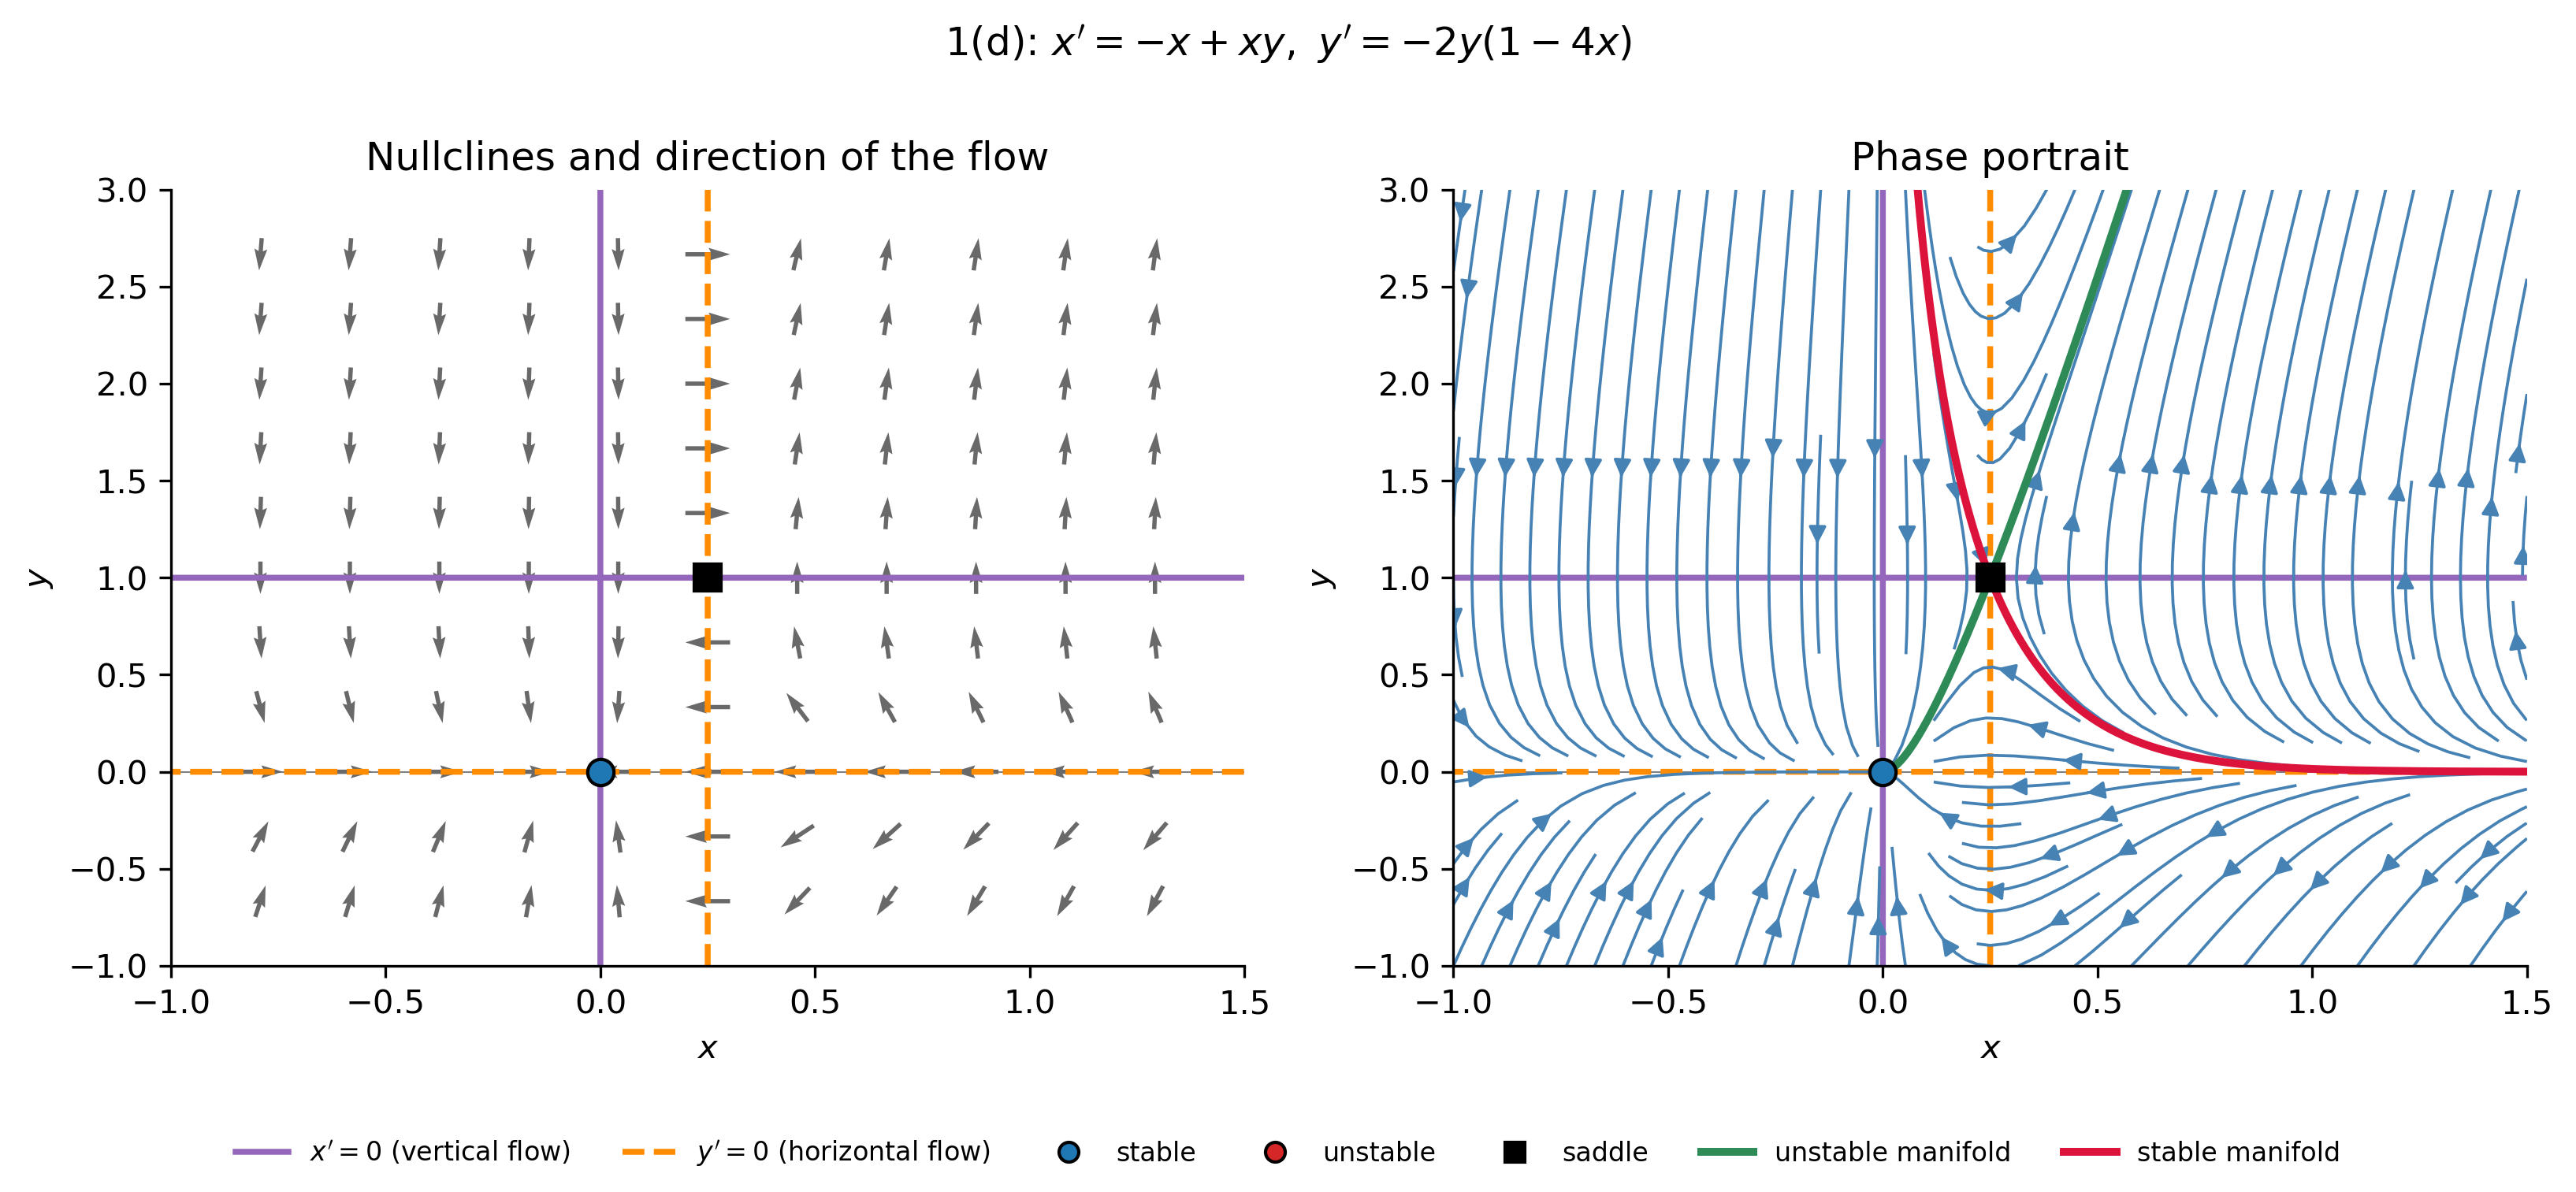 1(d): x′ = −x + xy, y′ = −2y(1 − 4x)
Nullclines and direction of the flow
3.0
2.5
2.0
1.5
1.0
0.5
0.0
−0.5
−1.0
y
−1.0 −0.5 0.0 0.5 1.0 1.5
x
Phase portrait
3.0
2.5
2.0
1.5
1.0
0.5
0.0
−0.5
−1.0
y
−1.0 −0.5 0.0 0.5 1.0 1.5
x
x′ = 0 (vertical flow) y′ = 0 (horizontal flow) stable unstable saddle unstable manifold stable manifold